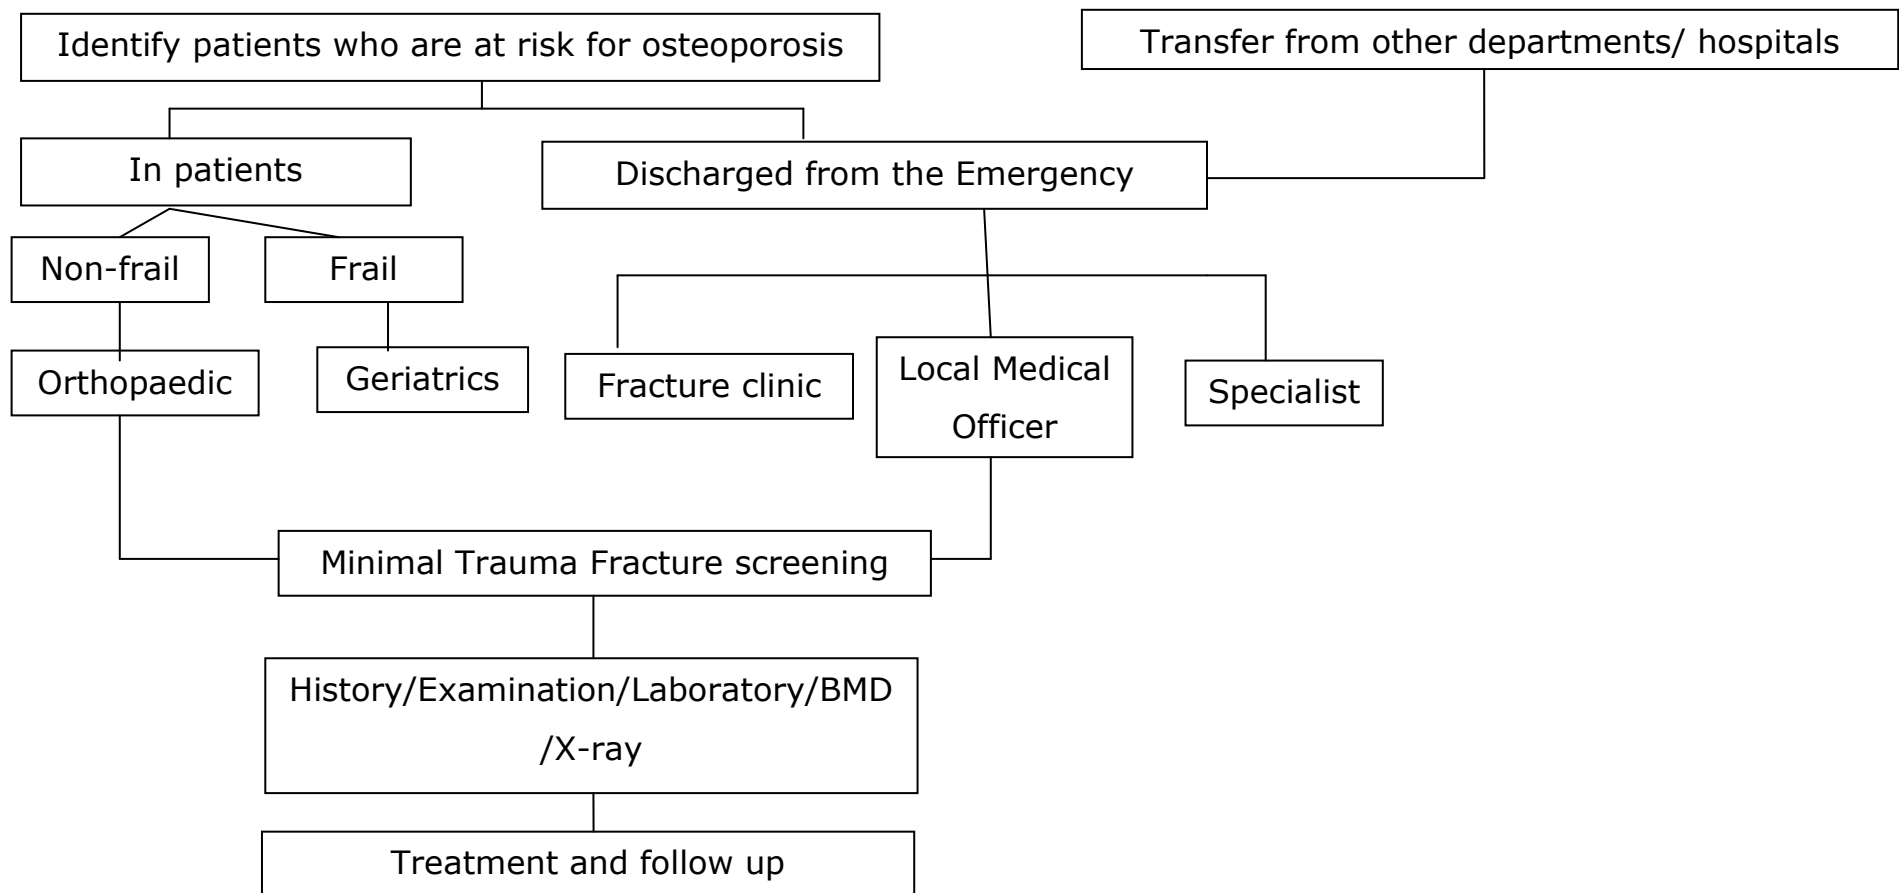 Identify patients who are at risk for osteoporosis
Transfer from other departments/ hospitals
In patients
Discharged from the Emergency
Non-frail
Frail
Orthopaedic
Geriatrics
Fracture clinic
Local Medical
Officer
Specialist
Minimal Trauma Fracture screening
History/Examination/Laboratory/BMD
/X-ray
Treatment and follow up